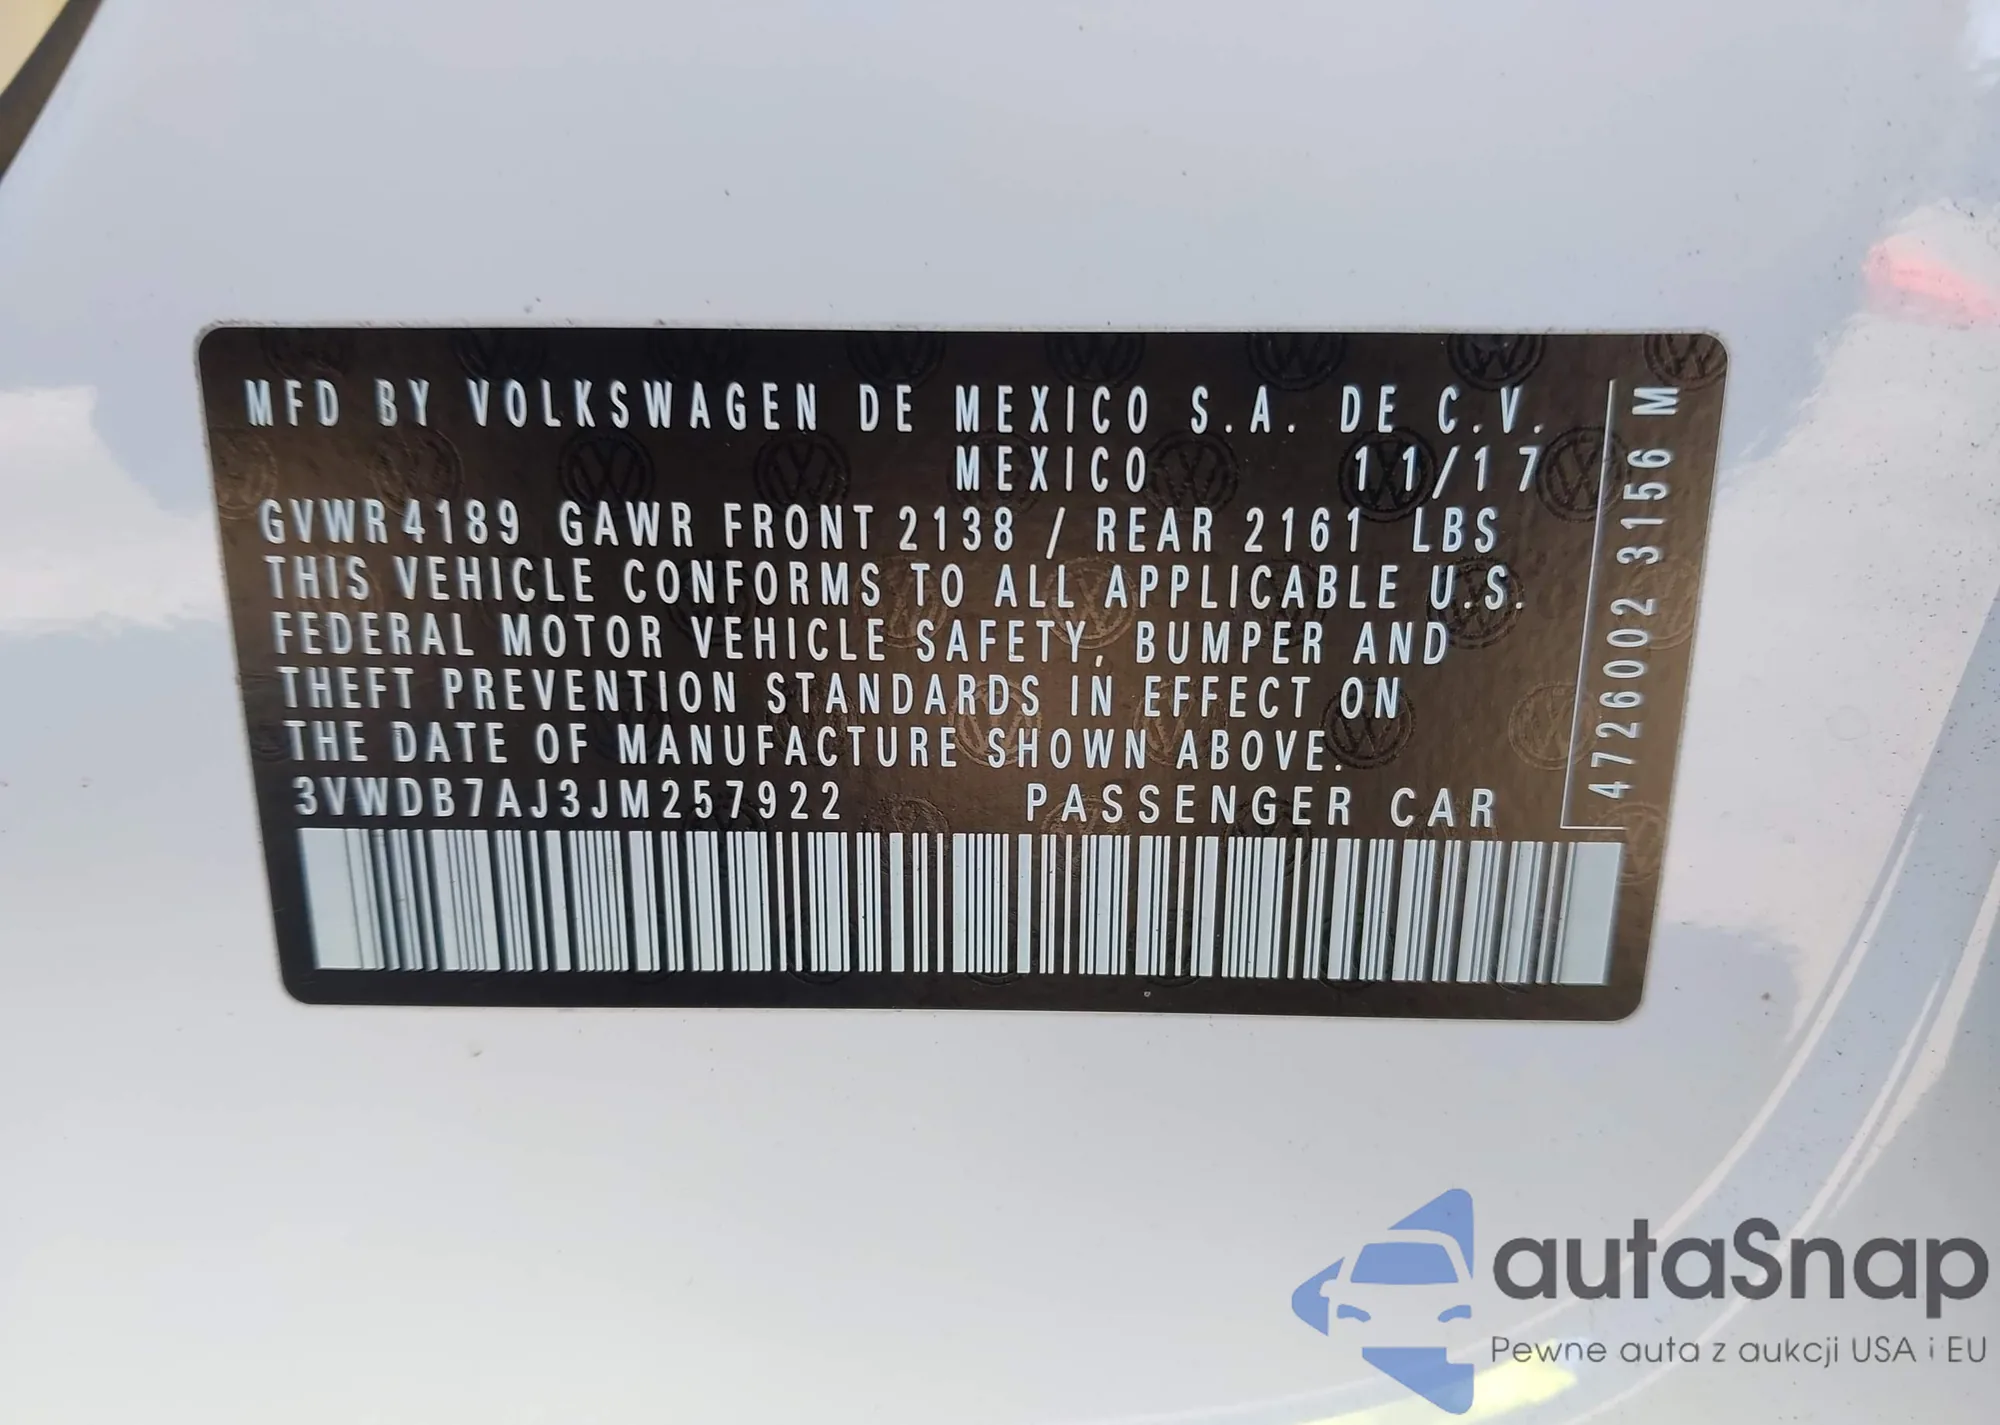 MFD BY VOLKSWAGEN DE MEXICO S.A. DE C.V.
MEXICO 11/17
GVWR 4189 GAWR FRONT 2138 / REAR 2161 LBS
THIS VEHICLE CONFORMS TO ALL APPLICABLE U.S.
FEDERAL MOTOR VEHICLE SAFETY, BUMPER AND
THEFT PREVENTION STANDARDS IN EFFECT ON
THE DATE OF MANUFACTURE SHOWN ABOVE.
3VWDB7AJ3JM257922 PASSENGER CAR
4726002 3156 M
autaSnap
Pewne auta z aukcji USA i EU